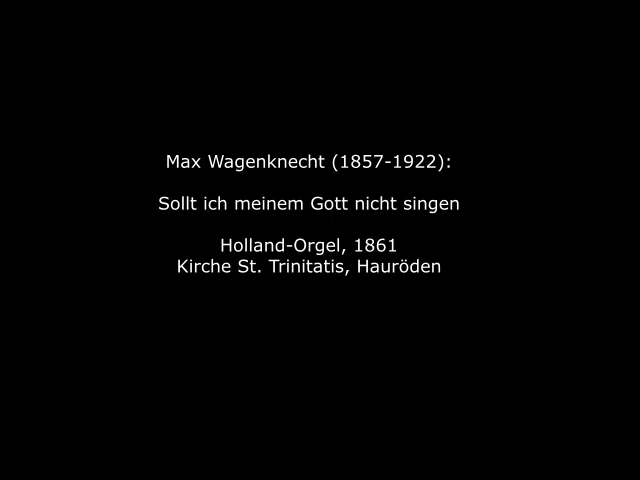 Max Wagenknecht (1857-1922):
Sollt ich meinem Gott nicht singen
Holland-Orgel, 1861
Kirche St. Trinitatis, Hauröden